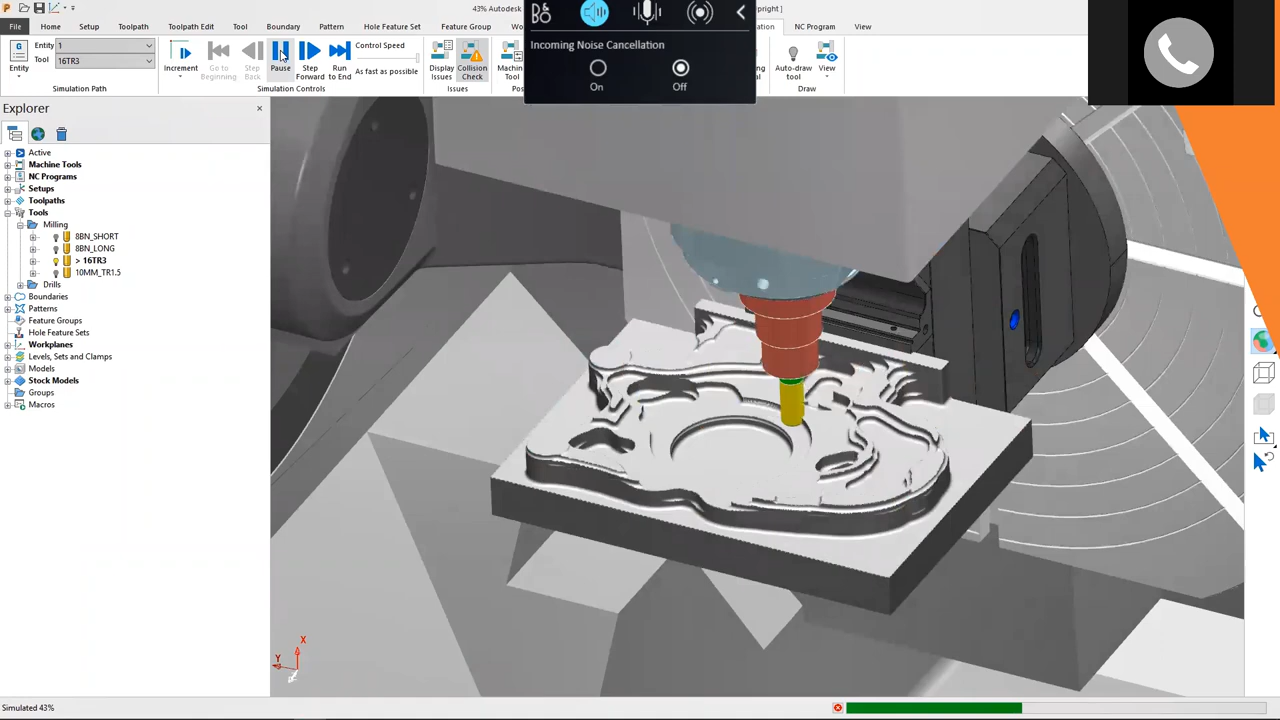 43% Autodesk
yright ]
File
Home
Setup
Toolpath
Toolpath Edit
Tool
Boundary
Pattern
Hole Feature Set
Feature Group
NC Program
View
Entity
Entity 1
Tool 16TR3
Increment
Go to Beginning
Step Back
Pause
Step Forward
Run to End
Control Speed
As fast as possible
Display Issues
Collision Check
Machine Tool
Auto-draw tool
View
Simulation Path
Simulation Controls
Issues
Draw
B&O
Incoming Noise Cancellation
On
Off
Explorer
Active
Machine Tools
NC Programs
Setups
Toolpaths
Tools
Milling
8BN_SHORT
8BN_LONG
> 16TR3
10MM_TR1.5
Drills
Boundaries
Patterns
Feature Groups
Hole Feature Sets
Workplanes
Levels, Sets and Clamps
Models
Stock Models
Groups
Macros
X
Y
Simulated 43%